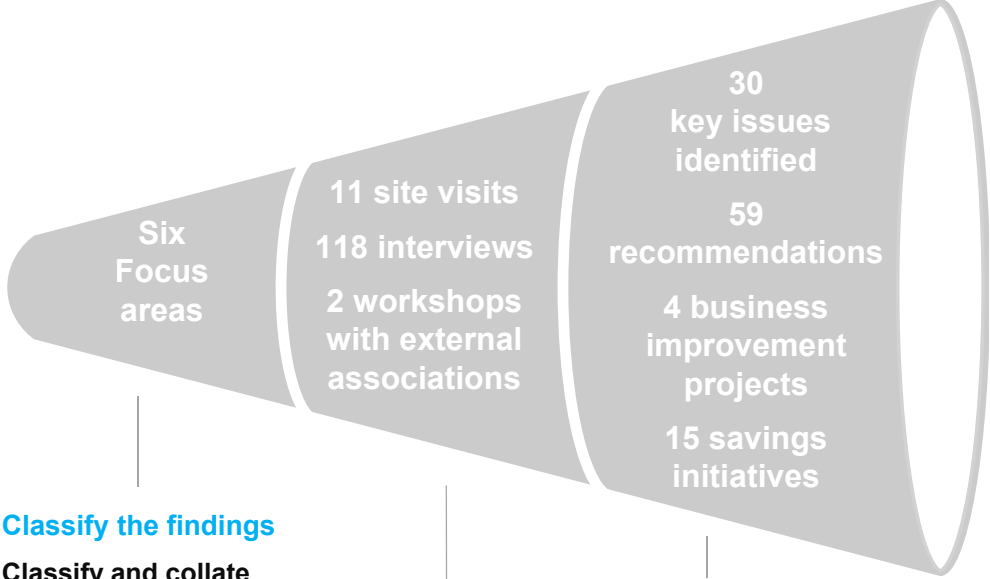 Six
Focus
areas
11 site visits
118 interviews
2 workshops
with external
associations
30
key issues
identified
59
recommendations
4 business
improvement
projects
15 savings
initiatives
Classify the findings
Classify and collate